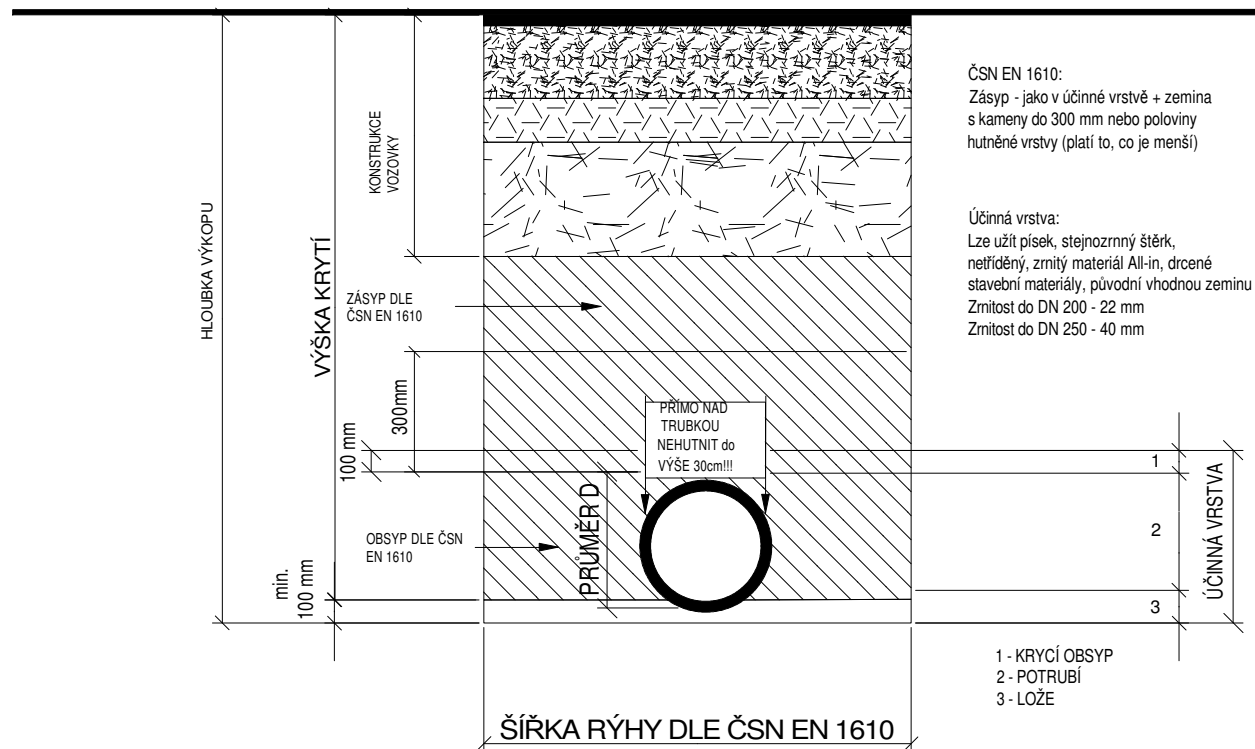 ČSN EN 1610:
Zásyp - jako v účinné vrstvě + zemina
s kameny do 300 mm nebo poloviny
hutněné vrstvy (platí to, co je menší)
Účinná vrstva:
Lze užít písek, stejnozrnný štěrk,
netříděný, zrnitý materiál All-in, drcené
stavební materiály, původní vhodnou zeminu
Zrnitost do DN 200 - 22 mm
Zrnitost do DN 250 - 40 mm
HLOUBKA VÝKOPU
VÝŠKA KRYTÍ
KONSTRUKCE
VOZOVKY
ZÁSYP DLE
ČSN EN 1610
300mm
100 mm
PŘÍMO NAD
TRUBKOU
NEHUTNIT do
VÝŠE 30cm!!!
PRŮMĚR D
OBSYP DLE ČSN
EN 1610
min.
100 mm
1
2
3
ÚČINNÁ VRSTVA
1 - KRYCÍ OBSYP
2 - POTRUBÍ
3 - LOŽE
ŠÍŘKA RÝHY DLE ČSN EN 1610